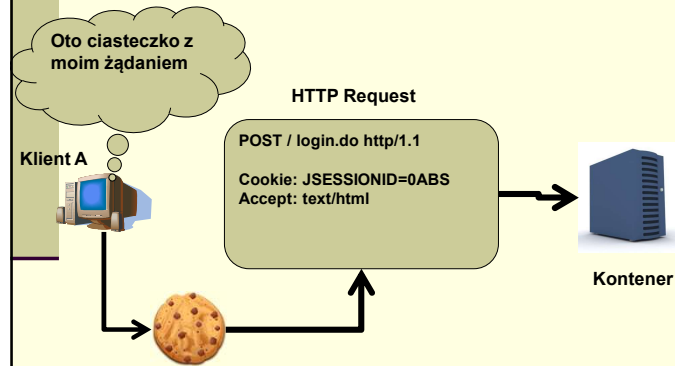 Oto ciasteczko z
moim żądaniem
HTTP Request
POST / login.do http/1.1
Cookie: JSESSIONID=0ABS
Accept: text/html
Klient A
Kontener